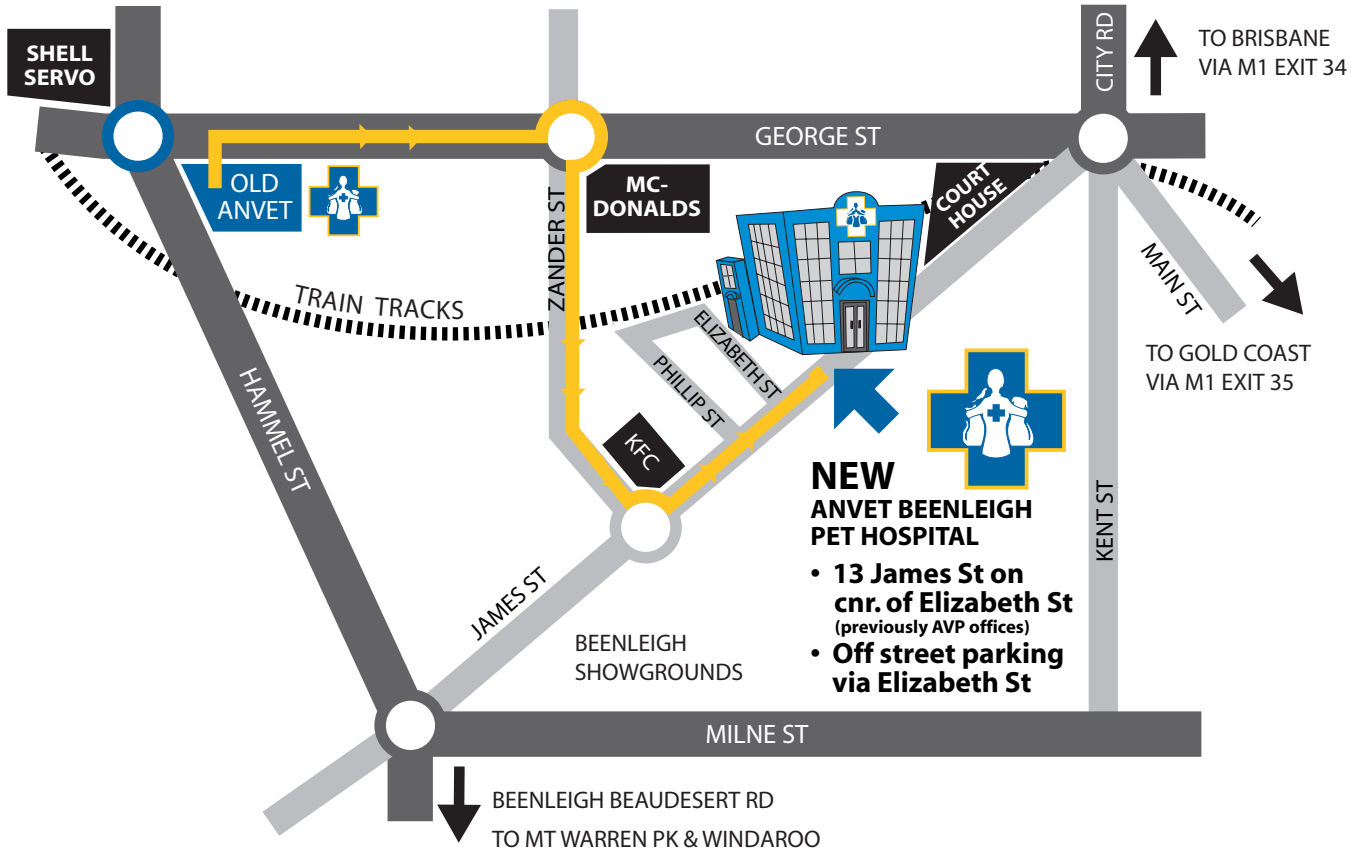 SHELL
SERVO
CITY RD
TO BRISBANE
VIA M1 EXIT 34
GEORGE ST
OLD
ANVET
ZANDER ST
MC-
DONALDS
COURT
HOUSE
MAIN ST
TRAIN TRACKS
ELIZABETH ST
PHILLIP ST
TO GOLD COAST
VIA M1 EXIT 35
HAMMEL ST
KFC
KENT ST
NEW
ANVET BEENLEIGH
PET HOSPITAL
• 13 James St on
cnr. of Elizabeth St
(previously AVP offices)
• Off street parking
via Elizabeth St
JAMES ST
BEENLEIGH
SHOWGROUNDS
MILNE ST
BEENLEIGH BEAUDESERT RD
TO MT WARREN PK & WINDAROO